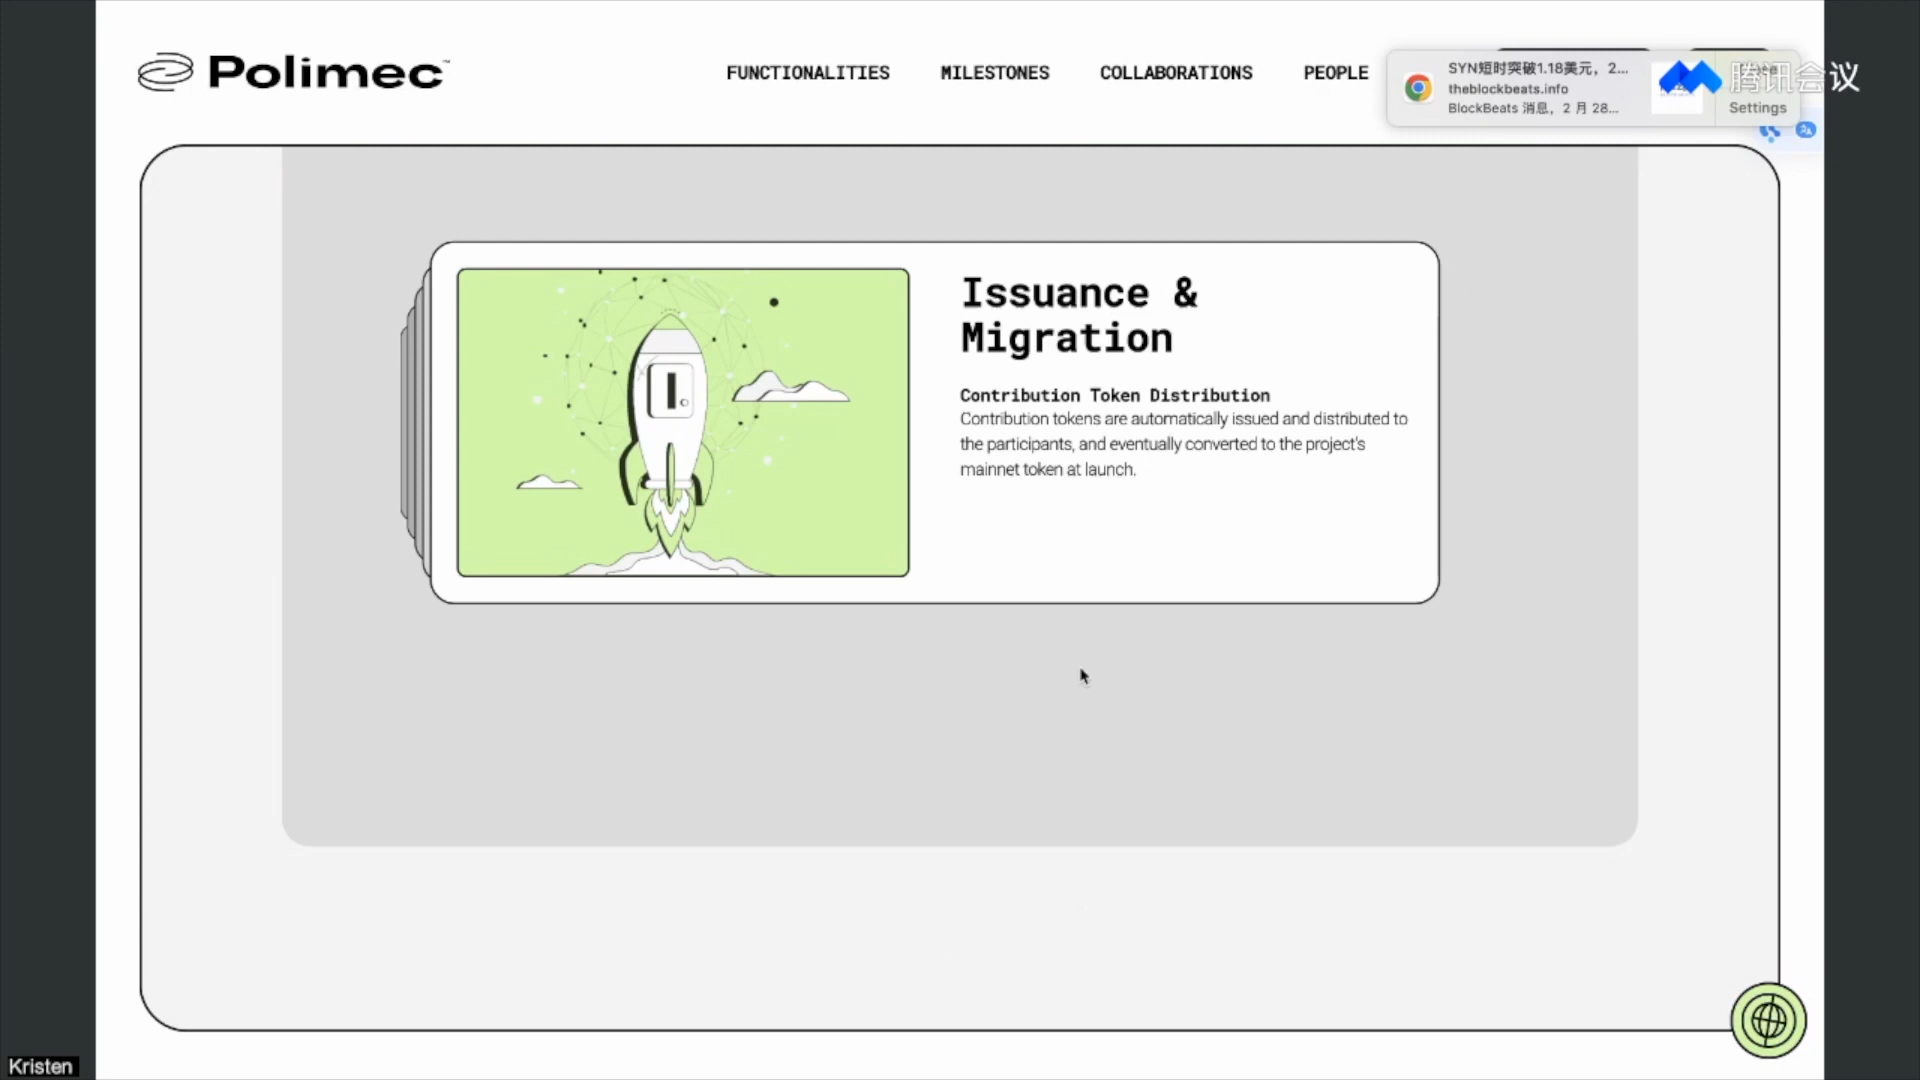 Polimec™
FUNCTIONALITIES
MILESTONES
COLLABORATIONS
PEOPLE
SYN短时突破1.18美元，2...
theblockbeats.info
BlockBeats 消息，2 月 28...
腾讯会议
Settings
Issuance &
Migration
Contribution Token Distribution
Contribution tokens are automatically issued and distributed to
the participants, and eventually converted to the project's
mainnet token at launch.
Kristen